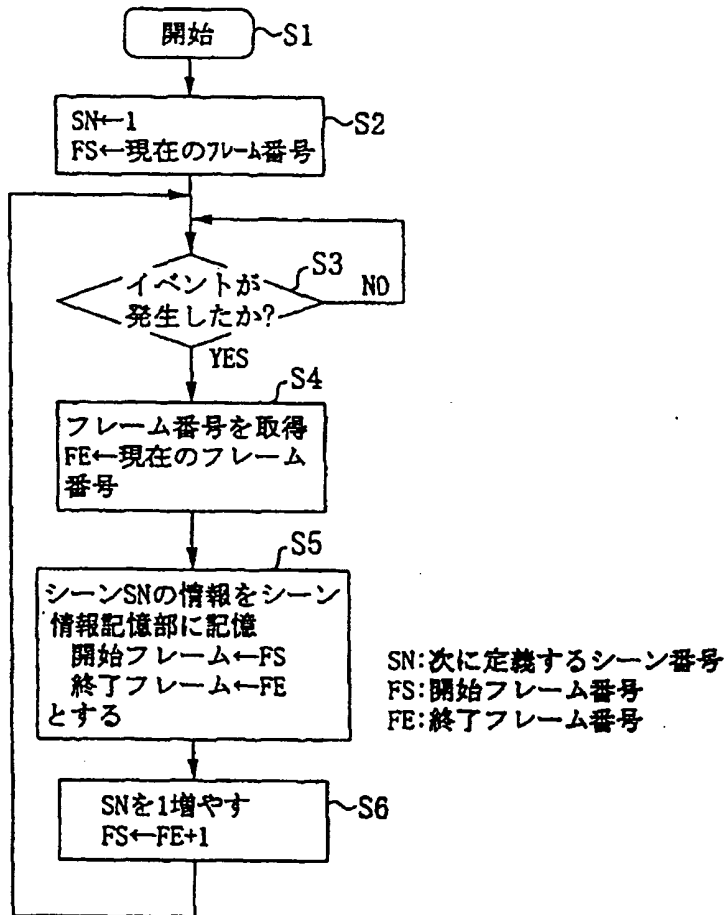 開始
S1
SN←1
FS←現在のフレーム番号
S2
イベントが
発生したか?
S3
NO
YES
S4
フレーム番号を取得
FE←現在のフレーム
番号
S5
シーンSNの情報をシーン
情報記憶部に記憶
開始フレーム←FS
終了フレーム←FE
とする
SN:次に定義するシーン番号
FS:開始フレーム番号
FE:終了フレーム番号
SNを1増やす
FS←FE+1
S6